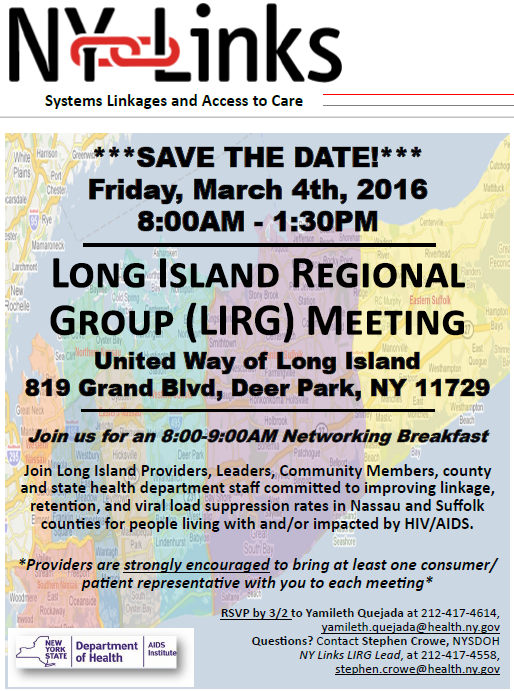 NYLinks
Systems Linkages and Access to Care
***SAVE THE DATE!***
Friday, March 4th, 2016
8:00AM - 1:30PM
LONG ISLAND REGIONAL
GROUP (LIRG) MEETING
United Way of Long Island
819 Grand Blvd, Deer Park, NY 11729
Join us for an 8:00-9:00AM Networking Breakfast
Join Long Island Providers, Leaders, Community Members, county
and state health department staff committed to improving linkage,
retention, and viral load suppression rates in Nassau and Suffolk
counties for people living with and/or impacted by HIV/AIDS.
*Providers are strongly encouraged to bring at least one consumer/
patient representative with you to each meeting*
RSVP by 3/2 to Yamileth Quejada at 212-417-4614,
yamileth.quejada@health.ny.gov
Questions? Contact Stephen Crowe, NYSDOH
NY Links LIRG Lead, at 212-417-4558,
stephen.crowe@health.ny.gov
NEW YORK STATE
Department of Health
AIDS Institute